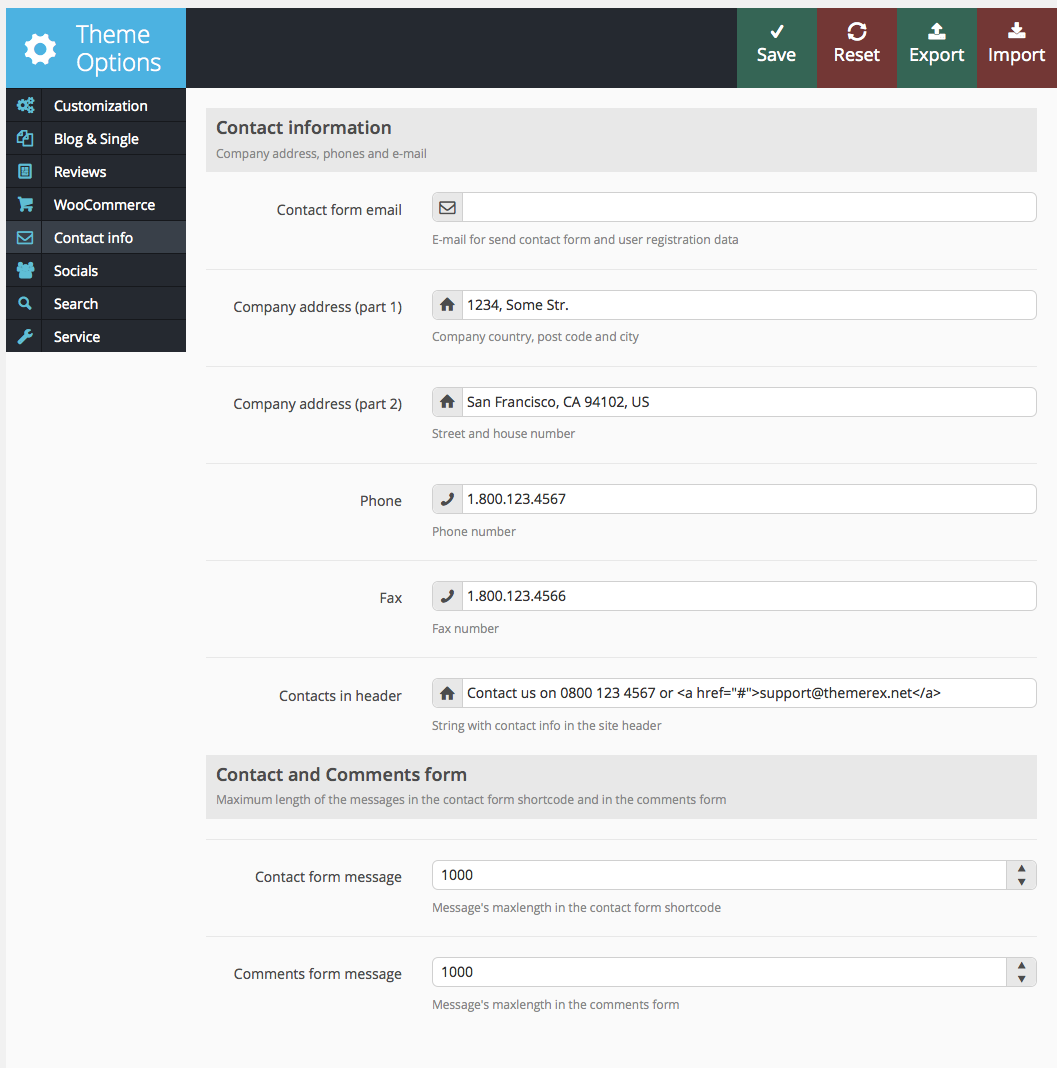 Theme
Options
Save
Reset
Export
Import
Customization
Blog & Single
Reviews
WooCommerce
Contact info
Socials
Search
Service
Contact information
Company address, phones and e-mail
Contact form email
E-mail for send contact form and user registration data
Company address (part 1)
1234, Some Str.
Company country, post code and city
Company address (part 2)
San Francisco, CA 94102, US
Street and house number
Phone
1.800.123.4567
Phone number
Fax
1.800.123.4566
Fax number
Contacts in header
Contact us on 0800 123 4567 or <a href="#">support@themerex.net</a>
String with contact info in the site header
Contact and Comments form
Maximum length of the messages in the contact form shortcode and in the comments form
Contact form message
1000
Message's maxlength in the contact form shortcode
Comments form message
1000
Message's maxlength in the comments form